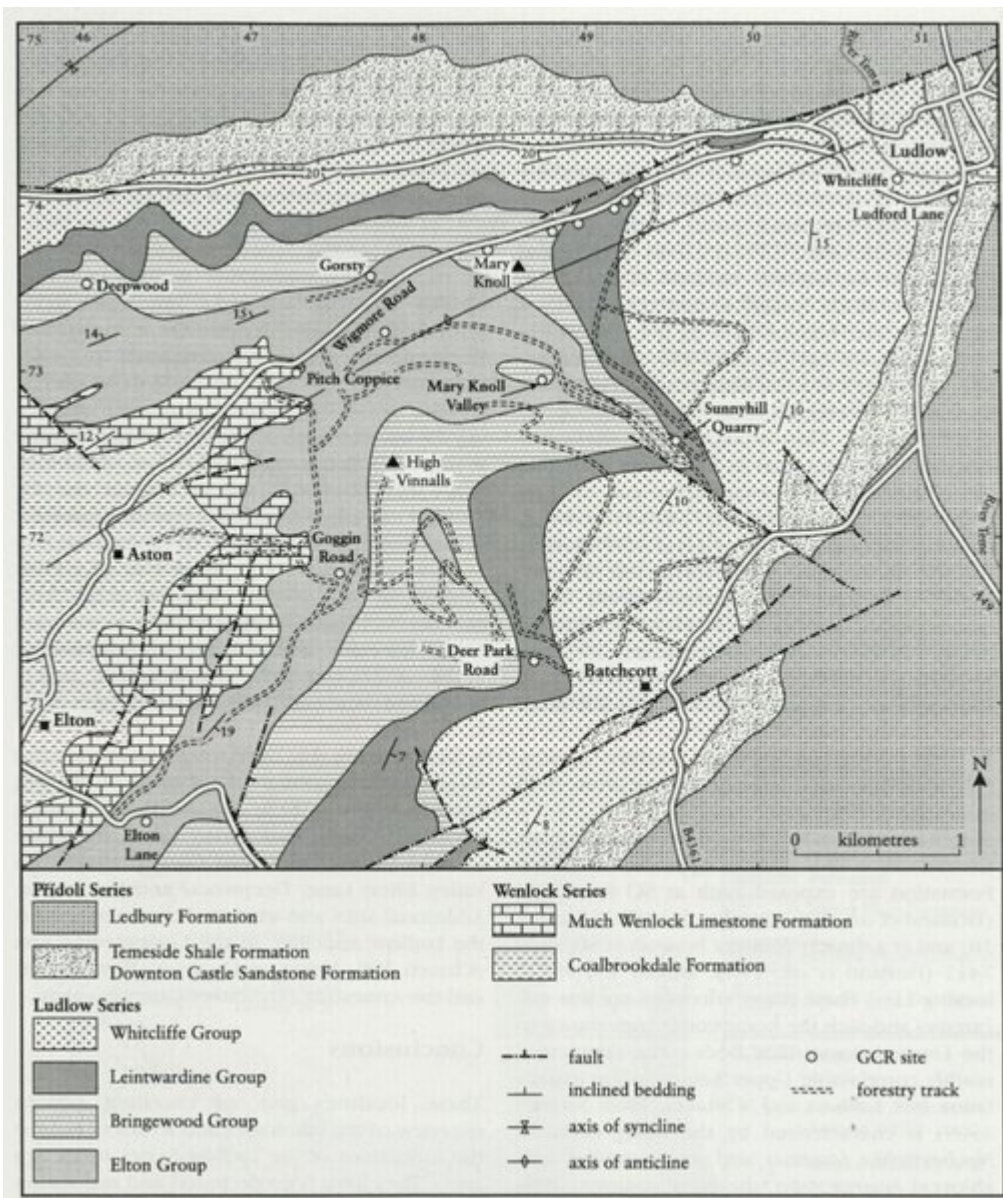 46 47 48 49 50 51
75
River Teme
20
20
Ludlow
Whitcliffe
74
Ludford Lane
15
Gorsty
Mary
Knoll
Deepwood
Wigmore Road
15
14
73
Pitch Coppice
Mary Knoll
Valley
Sunnyhill
Quarry
10
12
High
Vinnalls
10
River Teme
72
Aston
Goggin
Road
A49
Deer Park
Road
Batchcott
71
Elton
19
7
N
8
0 kilometres 1
Elton
Lane
B4361
Přídolí Series
Ledbury Formation
Temeside Shale Formation
Downton Castle Sandstone Formation
Ludlow Series
Whitcliffe Group
Leintwardine Group
Bringewood Group
Elton Group
Wenlock Series
Much Wenlock Limestone Formation
Coalbrookdale Formation
fault
inclined bedding
axis of syncline
axis of anticline
GCR site
forestry track